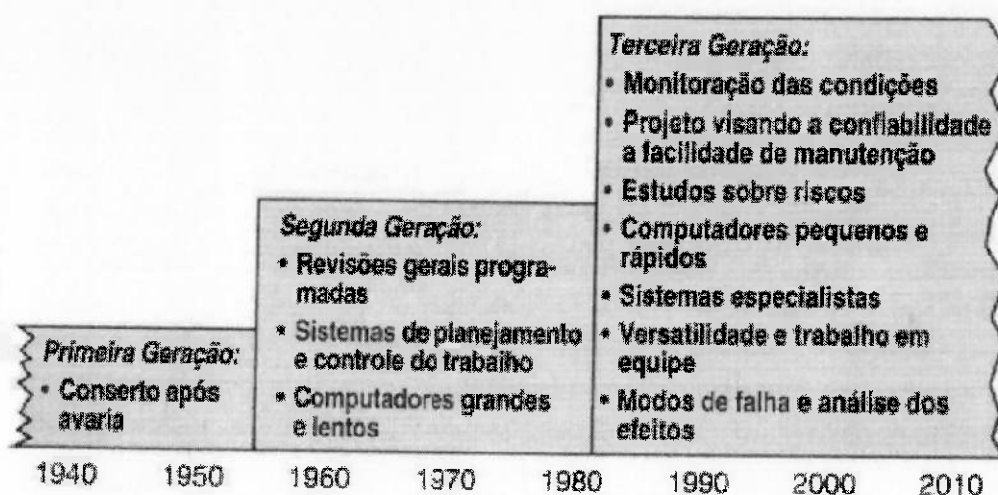 Primeira Geração:
• Conserto após
avaria
Segunda Geração:
• Revisões gerais progra-
madas
• Sistemas de planejamento
e controle do trabalho
• Computadores grandes
e lentos
Terceira Geração:
• Monitoração das condições
• Projeto visando a confiabilidade
a facilidade de manutenção
• Estudos sobre riscos
• Computadores pequenos e
rápidos
• Sistemas especialistas
• Versatilidade e trabalho em
equipe
• Modos de falha e análise dos
efeitos
1940 1950 1960 1970 1980 1990 2000 2010